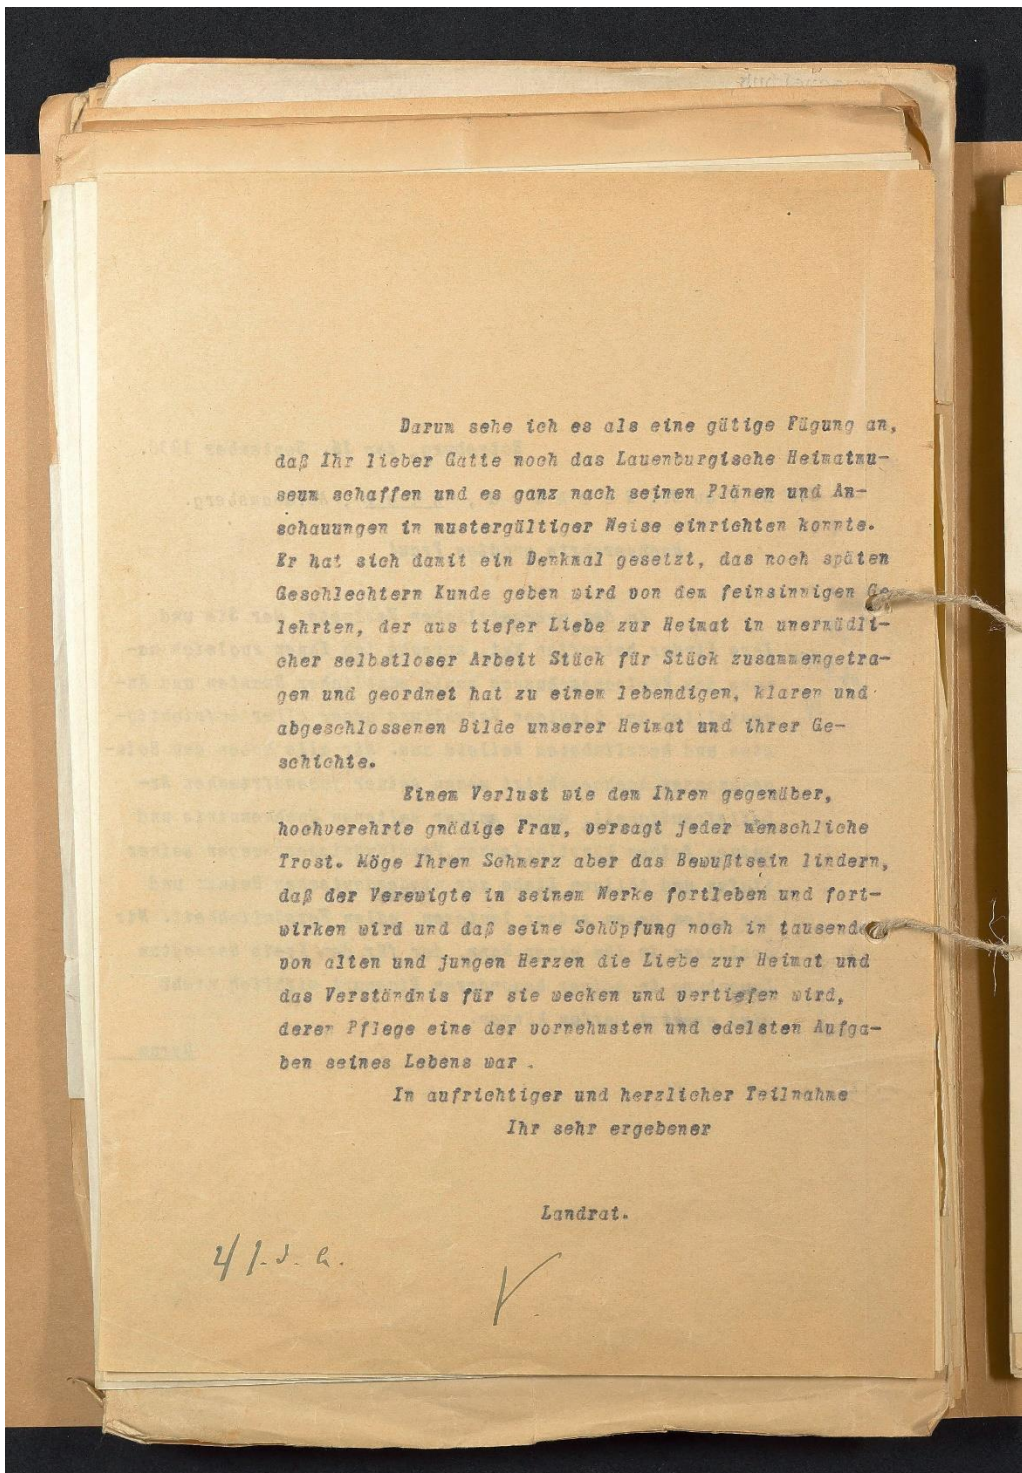 Darum sehe ich es als eine gütige Fügung an,
daß Ihr lieber Gatte noch das Lauenburgische Heimatmu-
seum schaffen und es ganz nach seinen Plänen und An-
schauungen in mustergültiger Weise einrichten konnte.
Er hat sich damit ein Denkmal gesetzt, das noch späten
Geschlechtern Kunde geben wird von dem feinsinnigen Ge
lehrten, der aus tiefer Liebe zur Heimat in unermüdli-
cher selbstloser Arbeit Stück für Stück zusammengetra-
gen und geordnet hat zu einem lebendigen, klaren und
abgeschlossenen Bilde unserer Heimat und ihrer Ge-
schichte.
Einem Verlust wie dem Ihren gegenüber,
hochverehrte gnädige Frau, versagt jeder menschliche
Trost. Möge Ihren Schmerz aber das Bewußtsein lindern,
daß der Verewigte in seinem Werke fortleben und fort-
wirken wird und daß seine Schöpfung noch in tausende
von alten und jungen Herzen die Liebe zur Heimat und
das Verständnis für sie wecken und vertiefen wird,
deren Pflege eine der vornehmsten und edelsten Aufga-
ben seines Lebens war .
In aufrichtiger und herzlicher Teilnahme
Ihr sehr ergebener
Landrat.
2/ z. d. A.